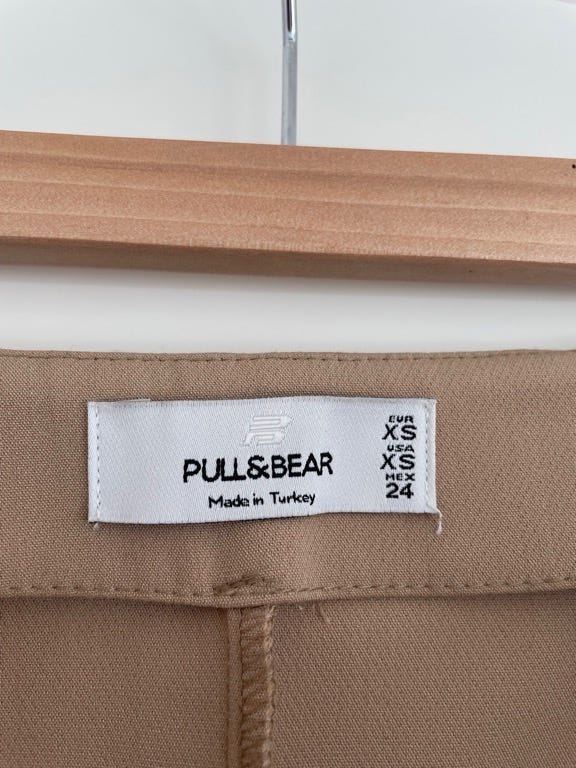 PULL&BEAR
Made in Turkey
EUR
XS
USA
XS
MEX
24